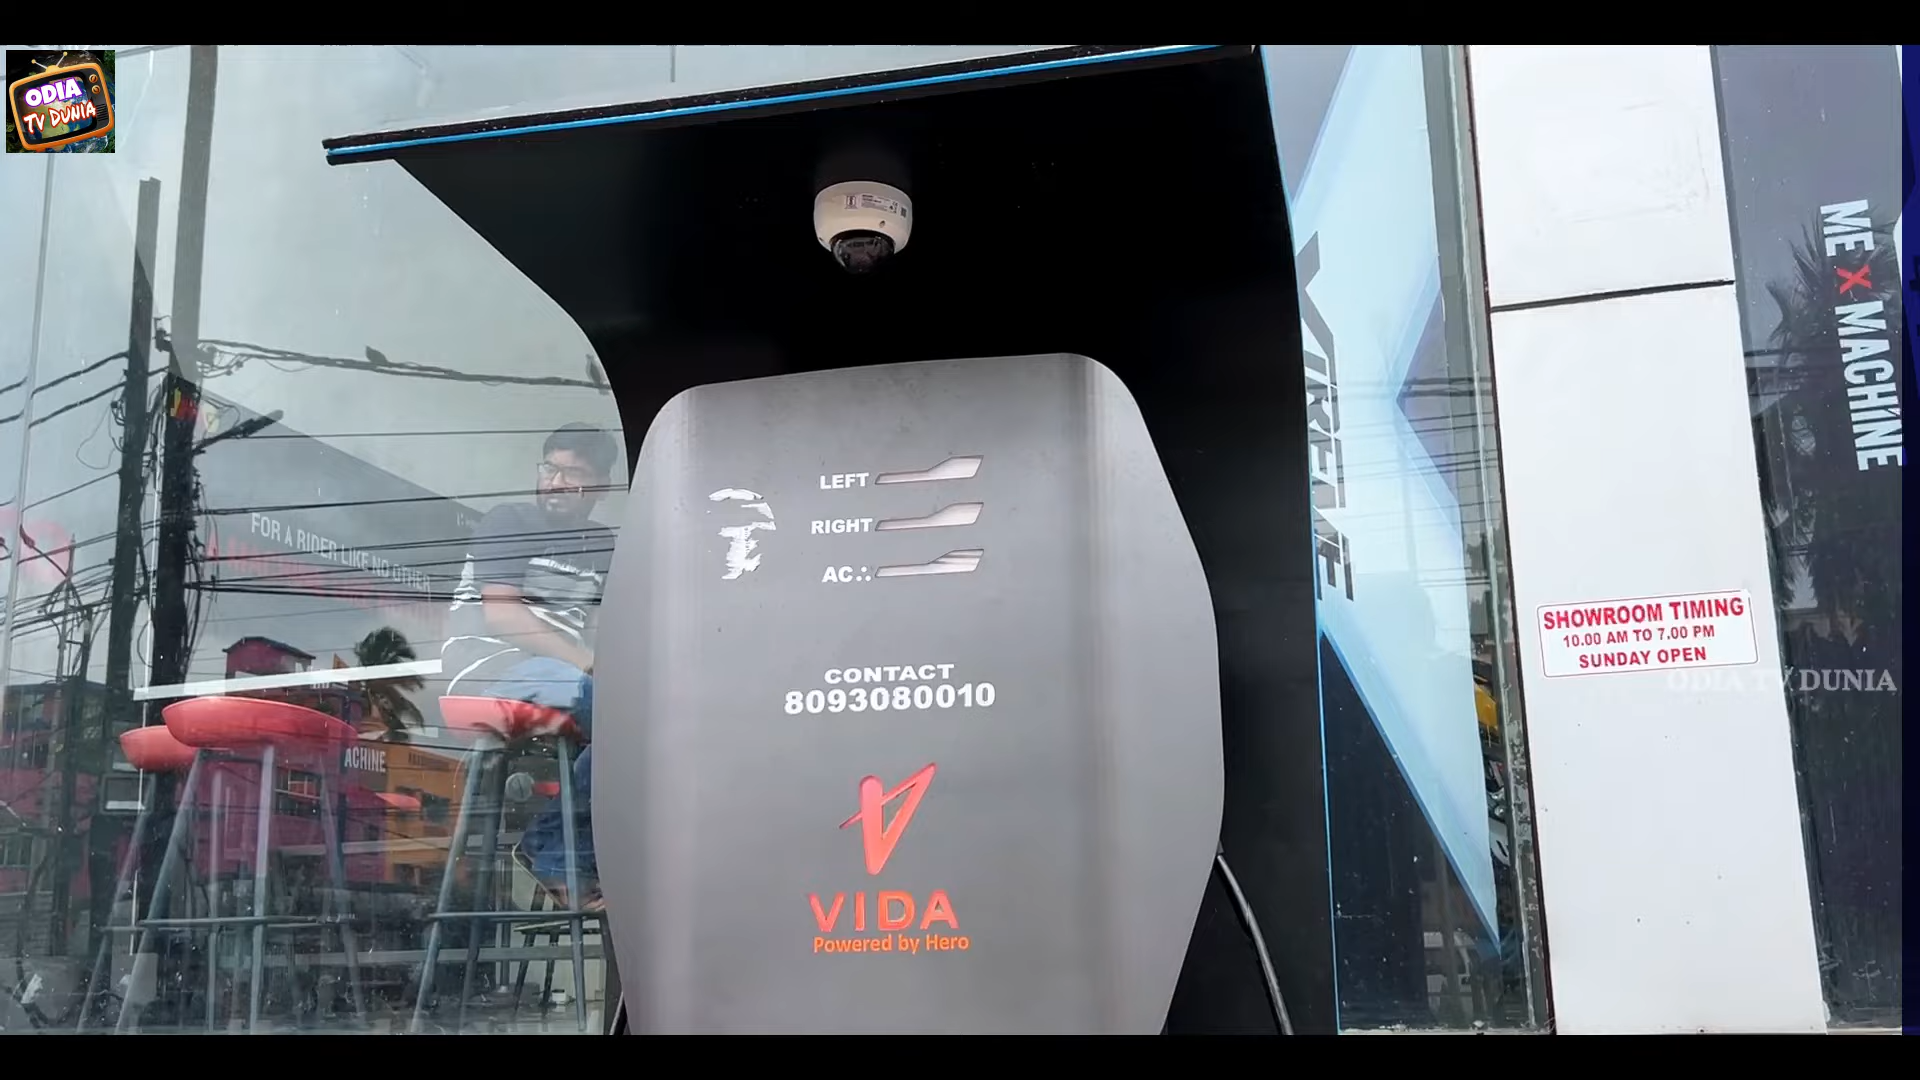 ODIA
TV DUNIA
LEFT
RIGHT
AC
CONTACT
8093080010
VIDA
Powered by Hero
FOR A RIDER LIKE NO OTHER
ACHINE
SHOWROOM TIMING
10.00 AM TO 7.00 PM
SUNDAY OPEN
ODIA TV DUNIA
ME X MACHINE